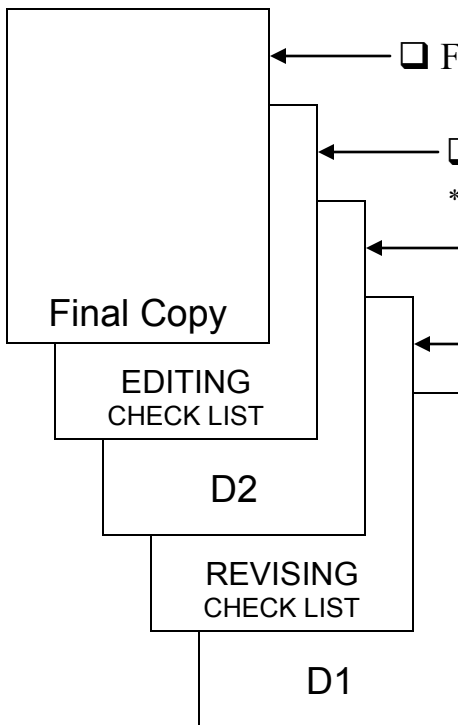 ❑ F
*
Final Copy
EDITING
CHECK LIST
D2
REVISING
CHECK LIST
D1